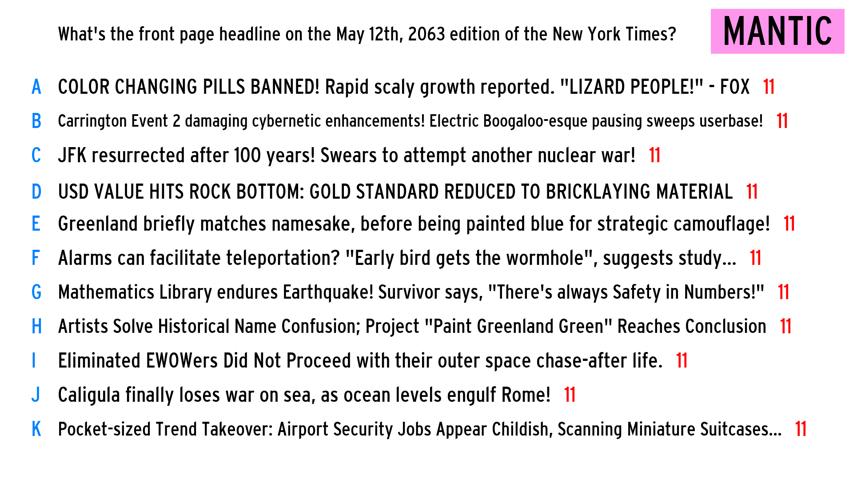 What's the front page headline on the May 12th, 2063 edition of the New York Times?
MANTIC
A COLOR CHANGING PILLS BANNED! Rapid scaly growth reported. "LIZARD PEOPLE!" - FOX 11
B Carrington Event 2 damaging cybernetic enhancements! Electric Boogaloo-esque pausing sweeps userbase! 11
C JFK resurrected after 100 years! Swears to attempt another nuclear war! 11
D USD VALUE HITS ROCK BOTTOM: GOLD STANDARD REDUCED TO BRICKLAYING MATERIAL 11
E Greenland briefly matches namesake, before being painted blue for strategic camouflage! 11
F Alarms can facilitate teleportation? "Early bird gets the wormhole", suggests study... 11
G Mathematics Library endures Earthquake! Survivor says, "There's always Safety in Numbers!" 11
H Artists Solve Historical Name Confusion; Project "Paint Greenland Green" Reaches Conclusion 11
I Eliminated EWOWers Did Not Proceed with their outer space chase-after life. 11
J Caligula finally loses war on sea, as ocean levels engulf Rome! 11
K Pocket-sized Trend Takeover: Airport Security Jobs Appear Childish, Scanning Miniature Suitcases... 11